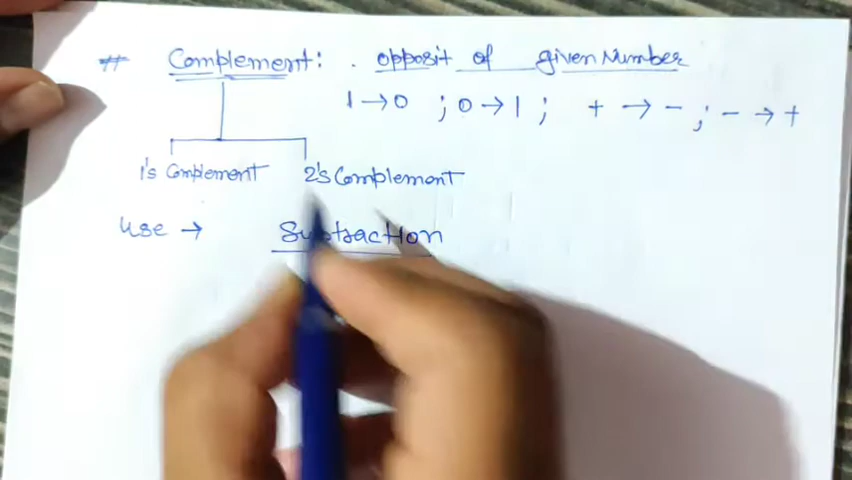 # Complement: . opposit of given Number
1 → 0 ; 0 → 1 ; + → - ; - → +
1's Complement 2's Complement
Use → Subtraction